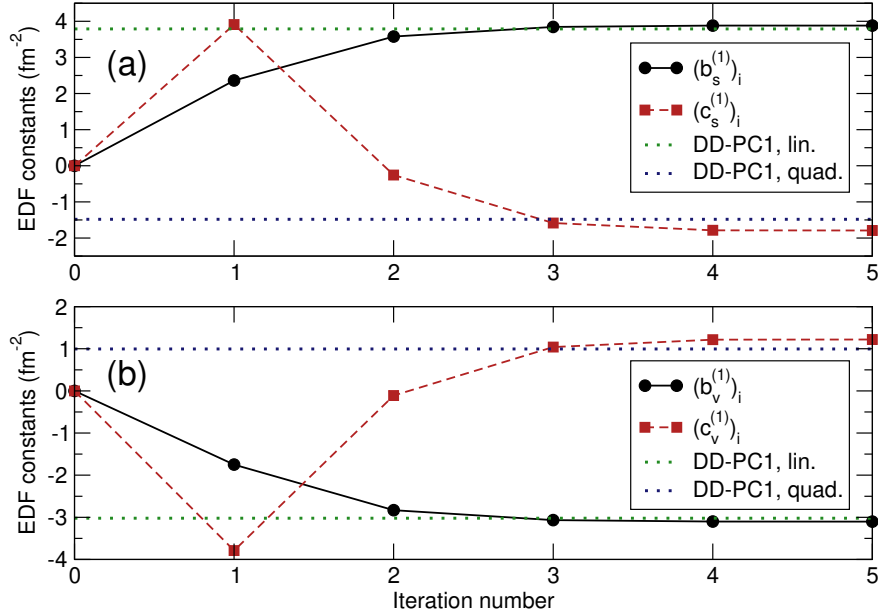 4
3
2
1
0
-1
-2
EDF constants (fm⁻²)
(a)
(b_s^(1))_i
(c_s^(1))_i
DD-PC1, lin.
DD-PC1, quad.
0 1 2 3 4 5
2
1
0
-1
-2
-3
-4
EDF constants (fm⁻²)
(b)
(b_v^(1))_i
(c_v^(1))_i
DD-PC1, lin.
DD-PC1, quad.
0 1 2 3 4 5
Iteration number